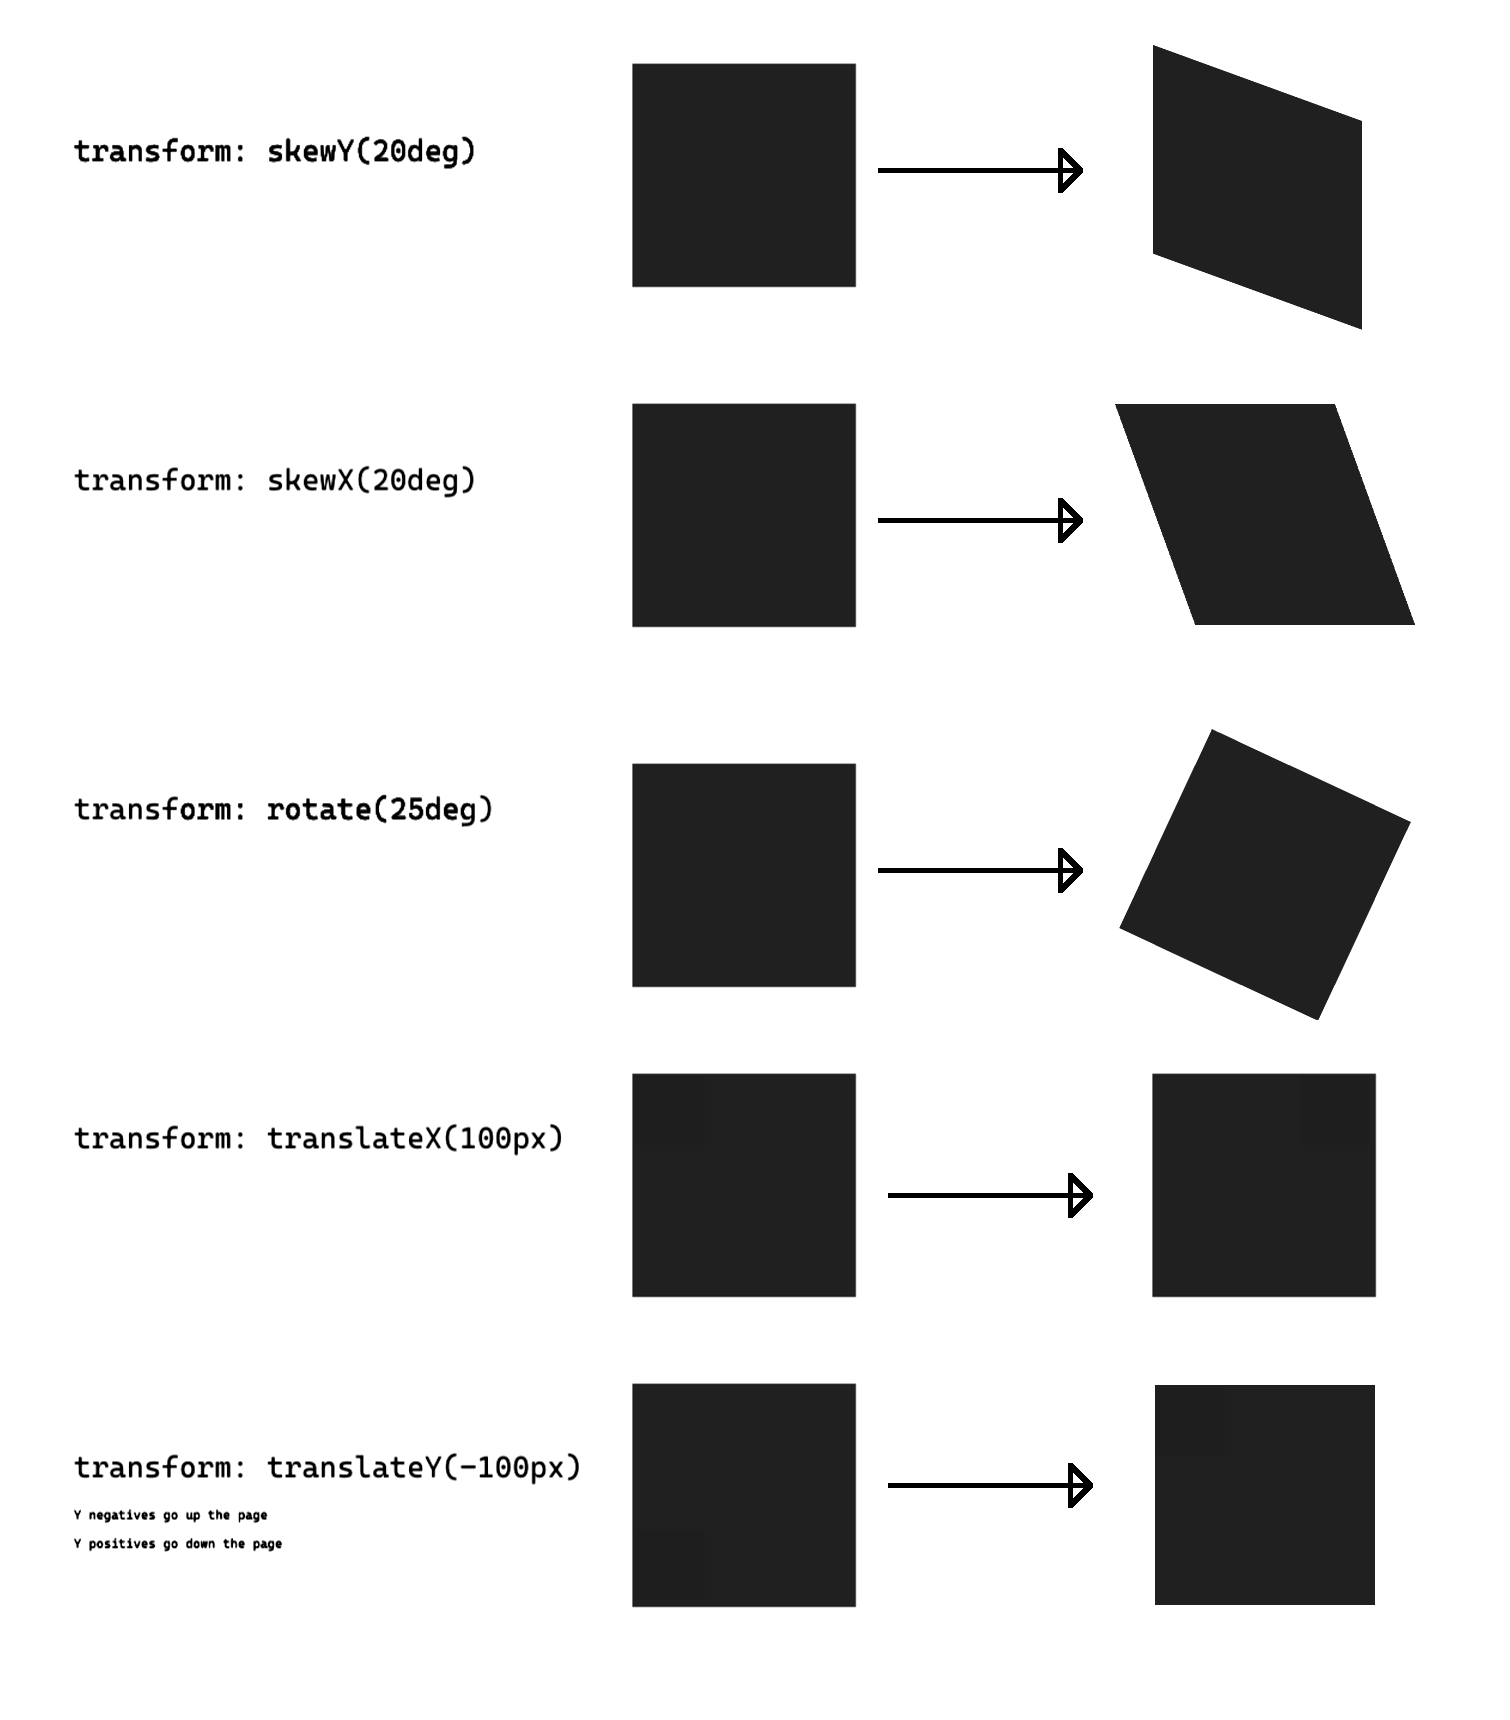 transform: skewY(20deg)
transform: skewX(20deg)
transform: rotate(25deg)
transform: translateX(100px)
transform: translateY(-100px)
Y negatives go up the page
Y positives go down the page